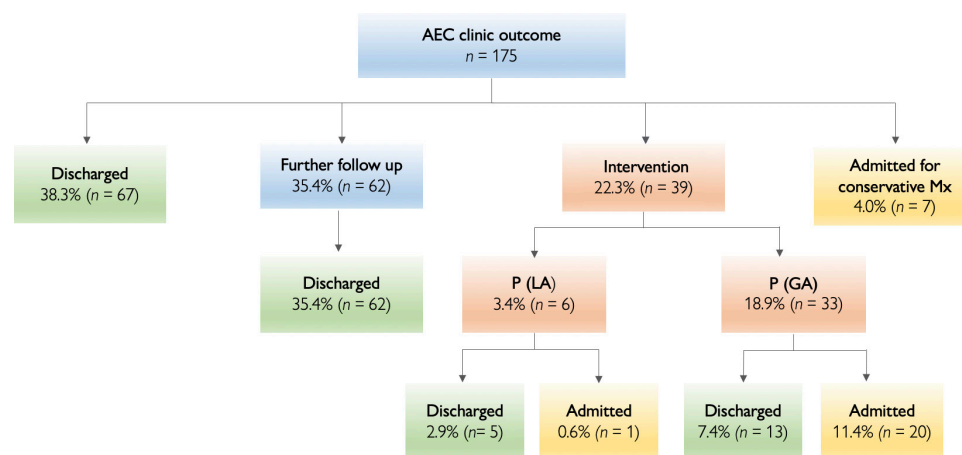 AEC clinic outcome
n = 175
Discharged
38.3% (n = 67)
Further follow up
35.4% (n = 62)
Intervention
22.3% (n = 39)
Admitted for
conservative Mx
4.0% (n = 7)
Discharged
35.4% (n = 62)
P (LA)
3.4% (n = 6)
P (GA)
18.9% (n = 33)
Discharged
2.9% (n= 5)
Admitted
0.6% (n = 1)
Discharged
7.4% (n = 13)
Admitted
11.4% (n = 20)